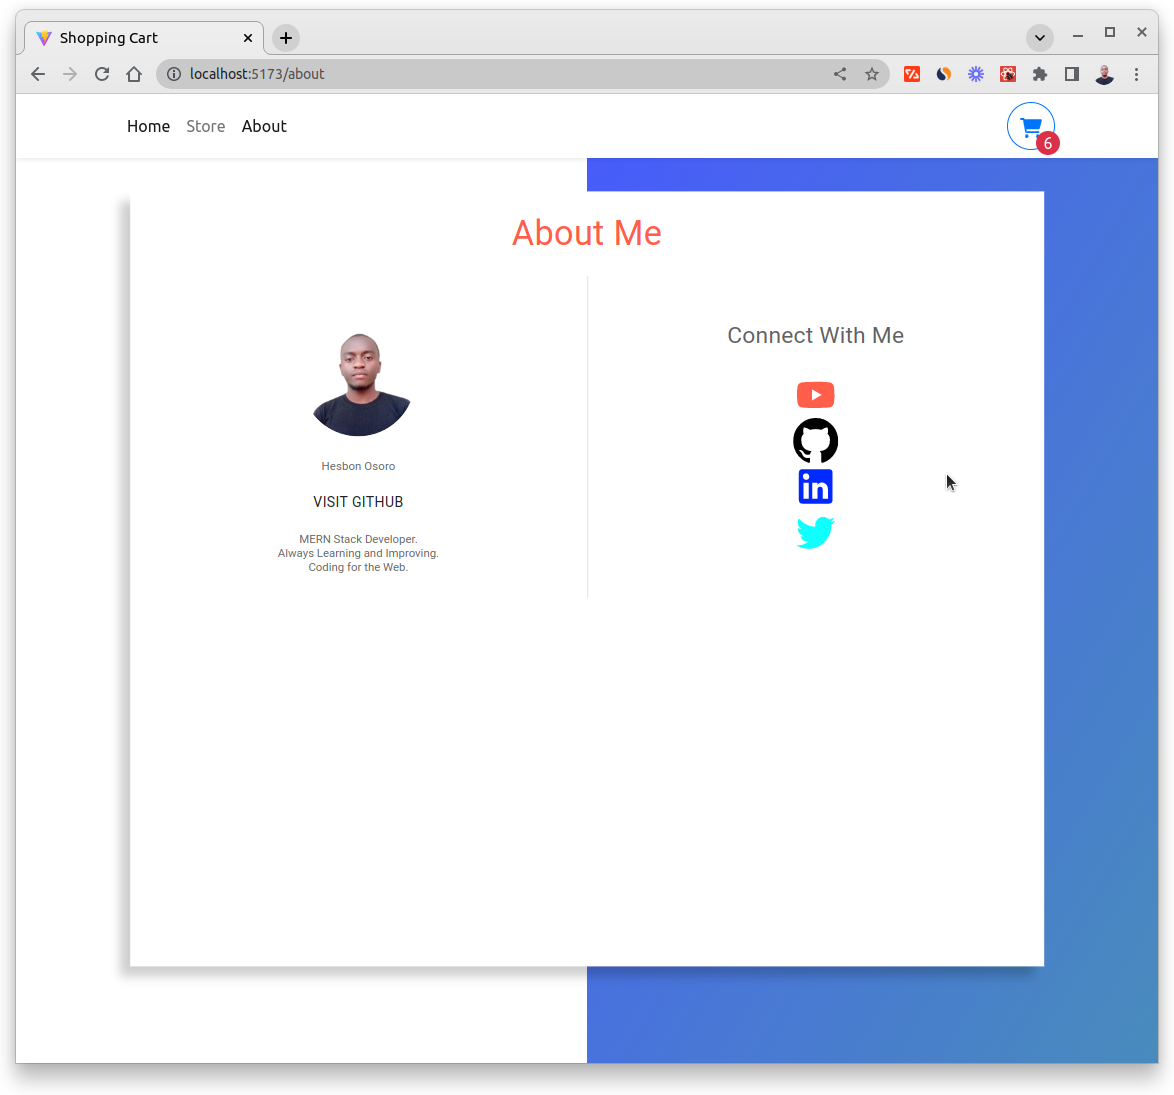 Shopping Cart
localhost:5173/about
Home Store About
6
About Me
Connect With Me
in
Hesbon Osoro
VISIT GITHUB
MERN Stack Developer.
Always Learning and Improving.
Coding for the Web.